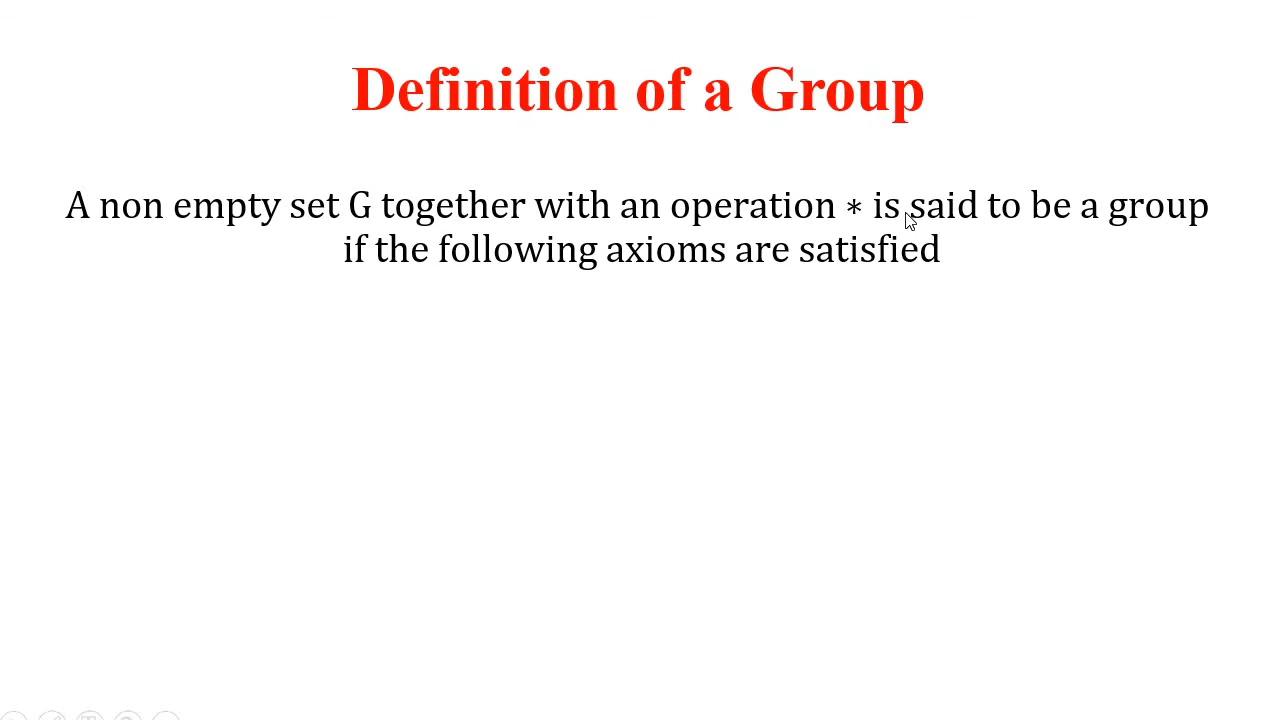 Definition of a Group
A non empty set G together with an operation ∗ is said to be a group
if the following axioms are satisfied